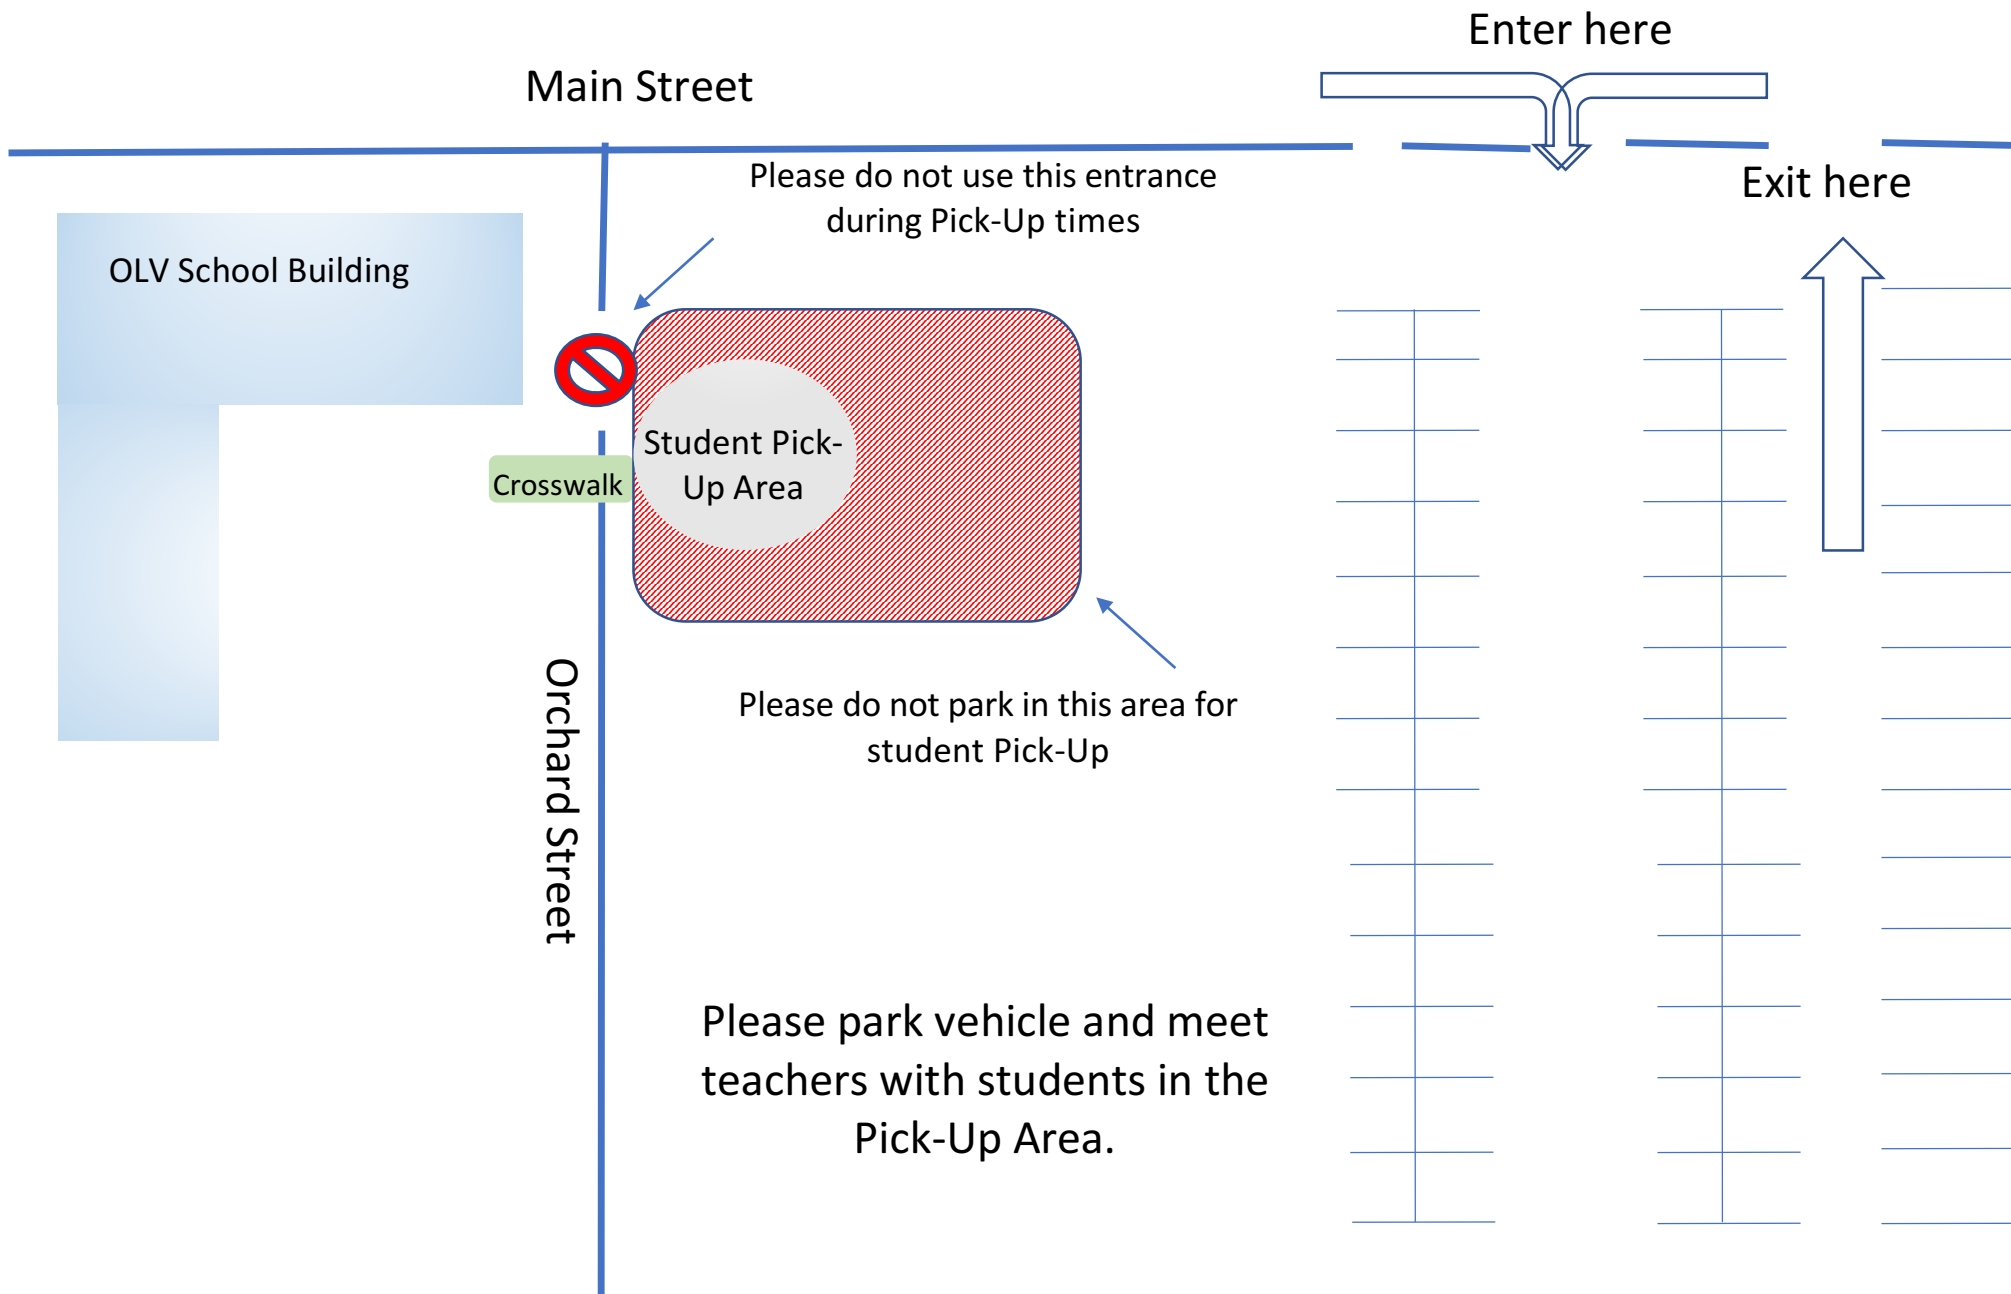 Enter here
Main Street
Please do not use this entrance
during Pick-Up times
Exit here
OLV School Building
Student Pick-
Up Area
Crosswalk
Orchard Street
Please do not park in this area for
student Pick-Up
Please park vehicle and meet
teachers with students in the
Pick-Up Area.